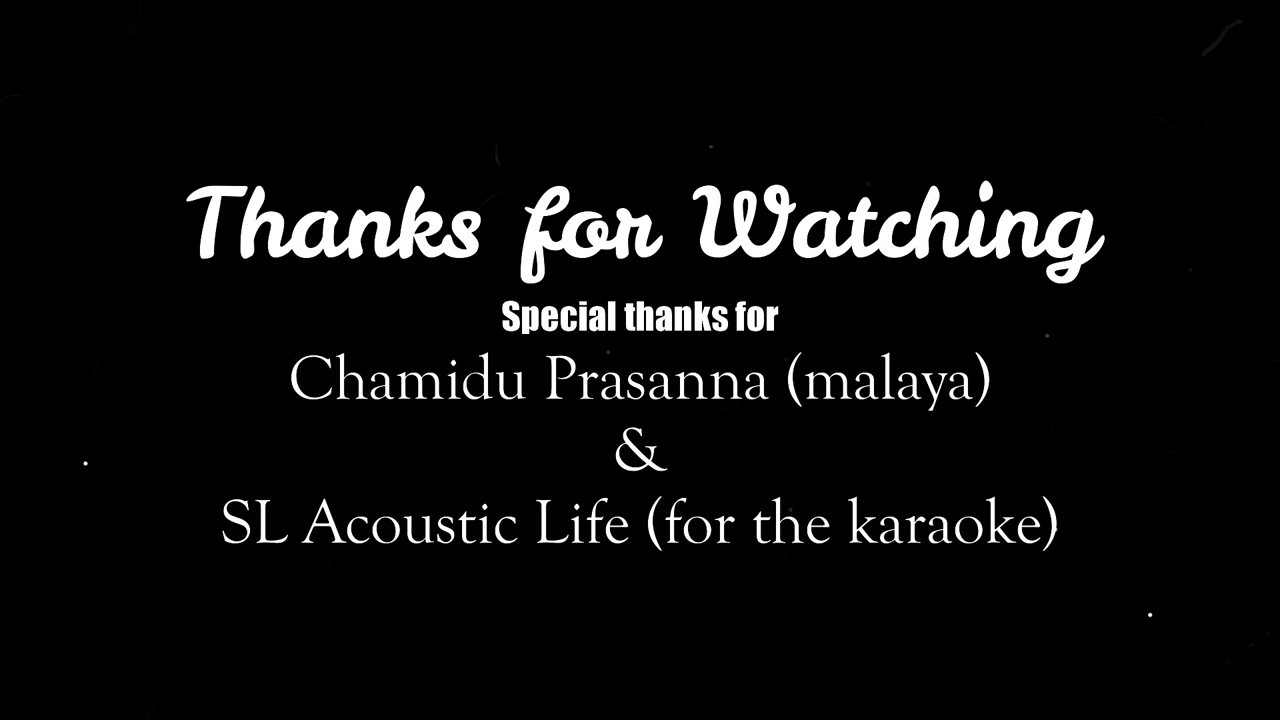 Thanks for Watching
Special thanks for
Chamidu Prasanna (malaya)
&
SL Acoustic Life (for the karaoke)